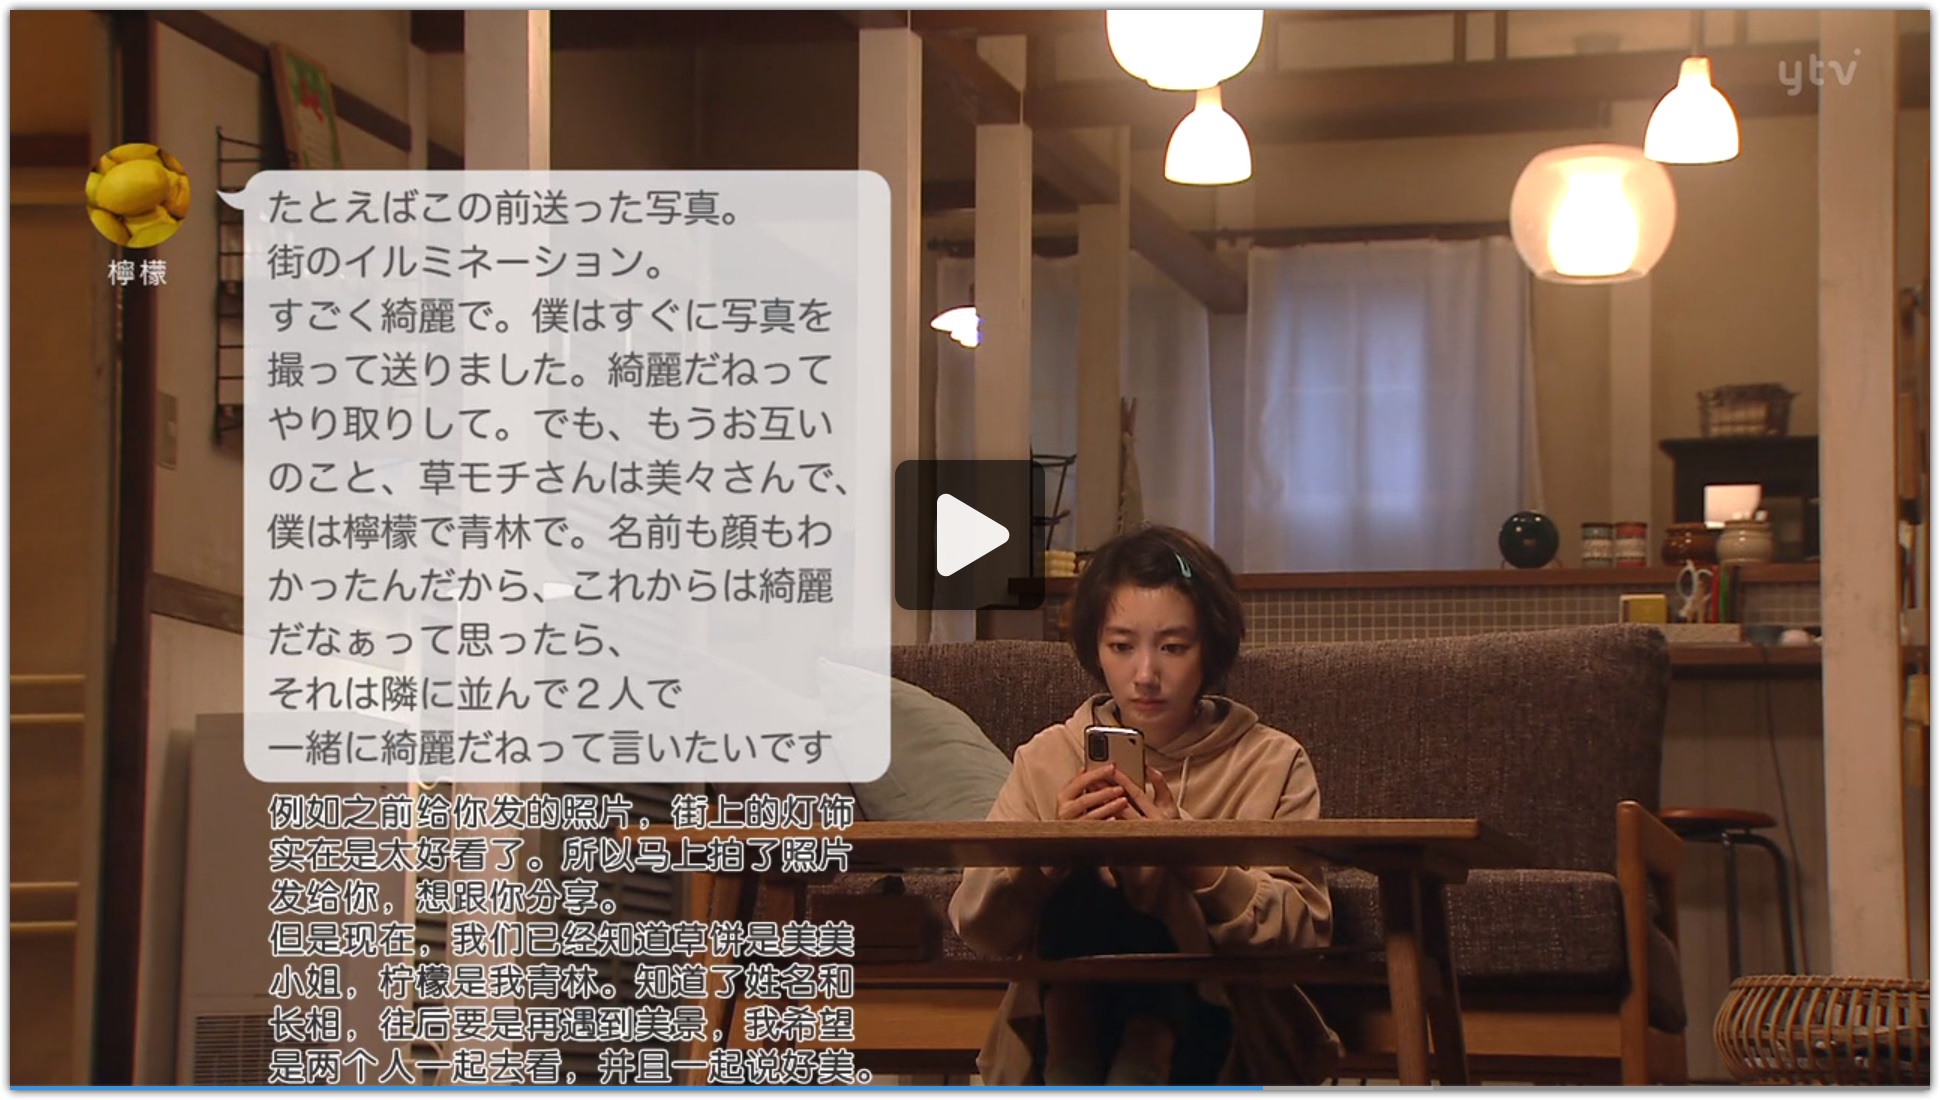 ytv
檸檬
たとえばこの前送った写真。
街のイルミネーション。
すごく綺麗で。僕はすぐに写真を
撮って送りました。綺麗だねって
やり取りして。でも、もうお互い
のこと、草モチさんは美々さんで、
僕は檸檬で青林で。名前も顔もわ
かったんだから、これからは綺麗
だなぁって思ったら、
それは隣に並んで２人で
一緒に綺麗だねって言いたいです
例如之前给你发的照片，街上的灯饰
实在是太好看了。所以马上拍了照片
发给你，想跟你分享。
但是现在，我们已经知道草饼是美美
小姐，柠檬是我青林。知道了姓名和
长相，往后要是再遇到美景，我希望
是两个人一起去看，并且一起说好美。